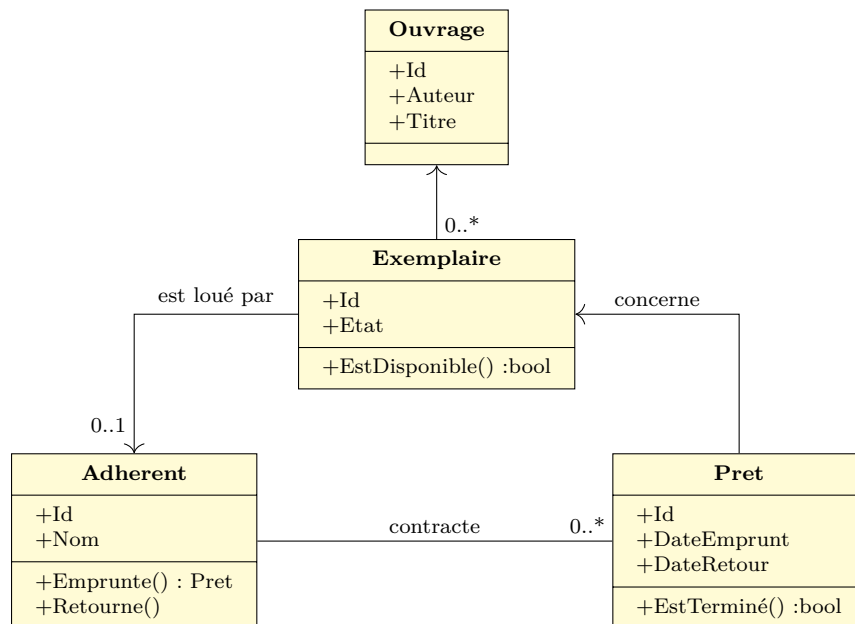 Ouvrage
+Id
+Auteur
+Titre
0..*
Exemplaire
+Id
+Etat
+EstDisponible() :bool
est loué par
concerne
0..1
Adherent
+Id
+Nom
+Emprunte() : Pret
+Retourne()
contracte
0..*
Pret
+Id
+DateEmprunt
+DateRetour
+EstTerminé() :bool